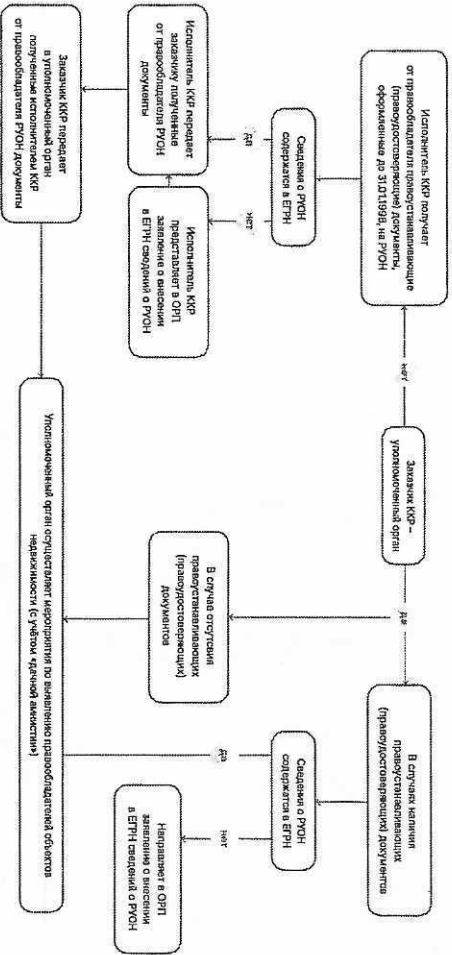 Заказчик ККР –
уполномоченный орган
нет
да
Исполнитель ККР получает
от правообладателя правоустанавливающие
(правоудостоверяющие) документы,
оформленные до 31.01.1998, на РУОН
Сведения о РУОН
содержатся в ЕГРН
да
нет
Исполнитель ККР передает
заказчику полученные
от правообладателя РУОН
документы
Исполнитель ККР
представляет в ОРП
заявление о внесении
в ЕГРН сведений о РУОН
Заказчик ККР передает
в уполномоченный орган
полученные исполнителем ККР
от правообладателя РУОН документы
В случаях наличия
правоустанавливающих
(правоудостоверяющих) документов
В случае отсутсвия
правоустанавливающих
(правоудостоверяющих)
документов
Сведения о РУОН
содержатся в ЕГРН
да
нет
Направляет в ОРП
заявление о внесении
в ЕГРН сведений о РУОН
Уполномоченный орган осуществляет мероприятия по выявлению правообладателей объектов
недвижимости (с учётом «дачной амнистии»)